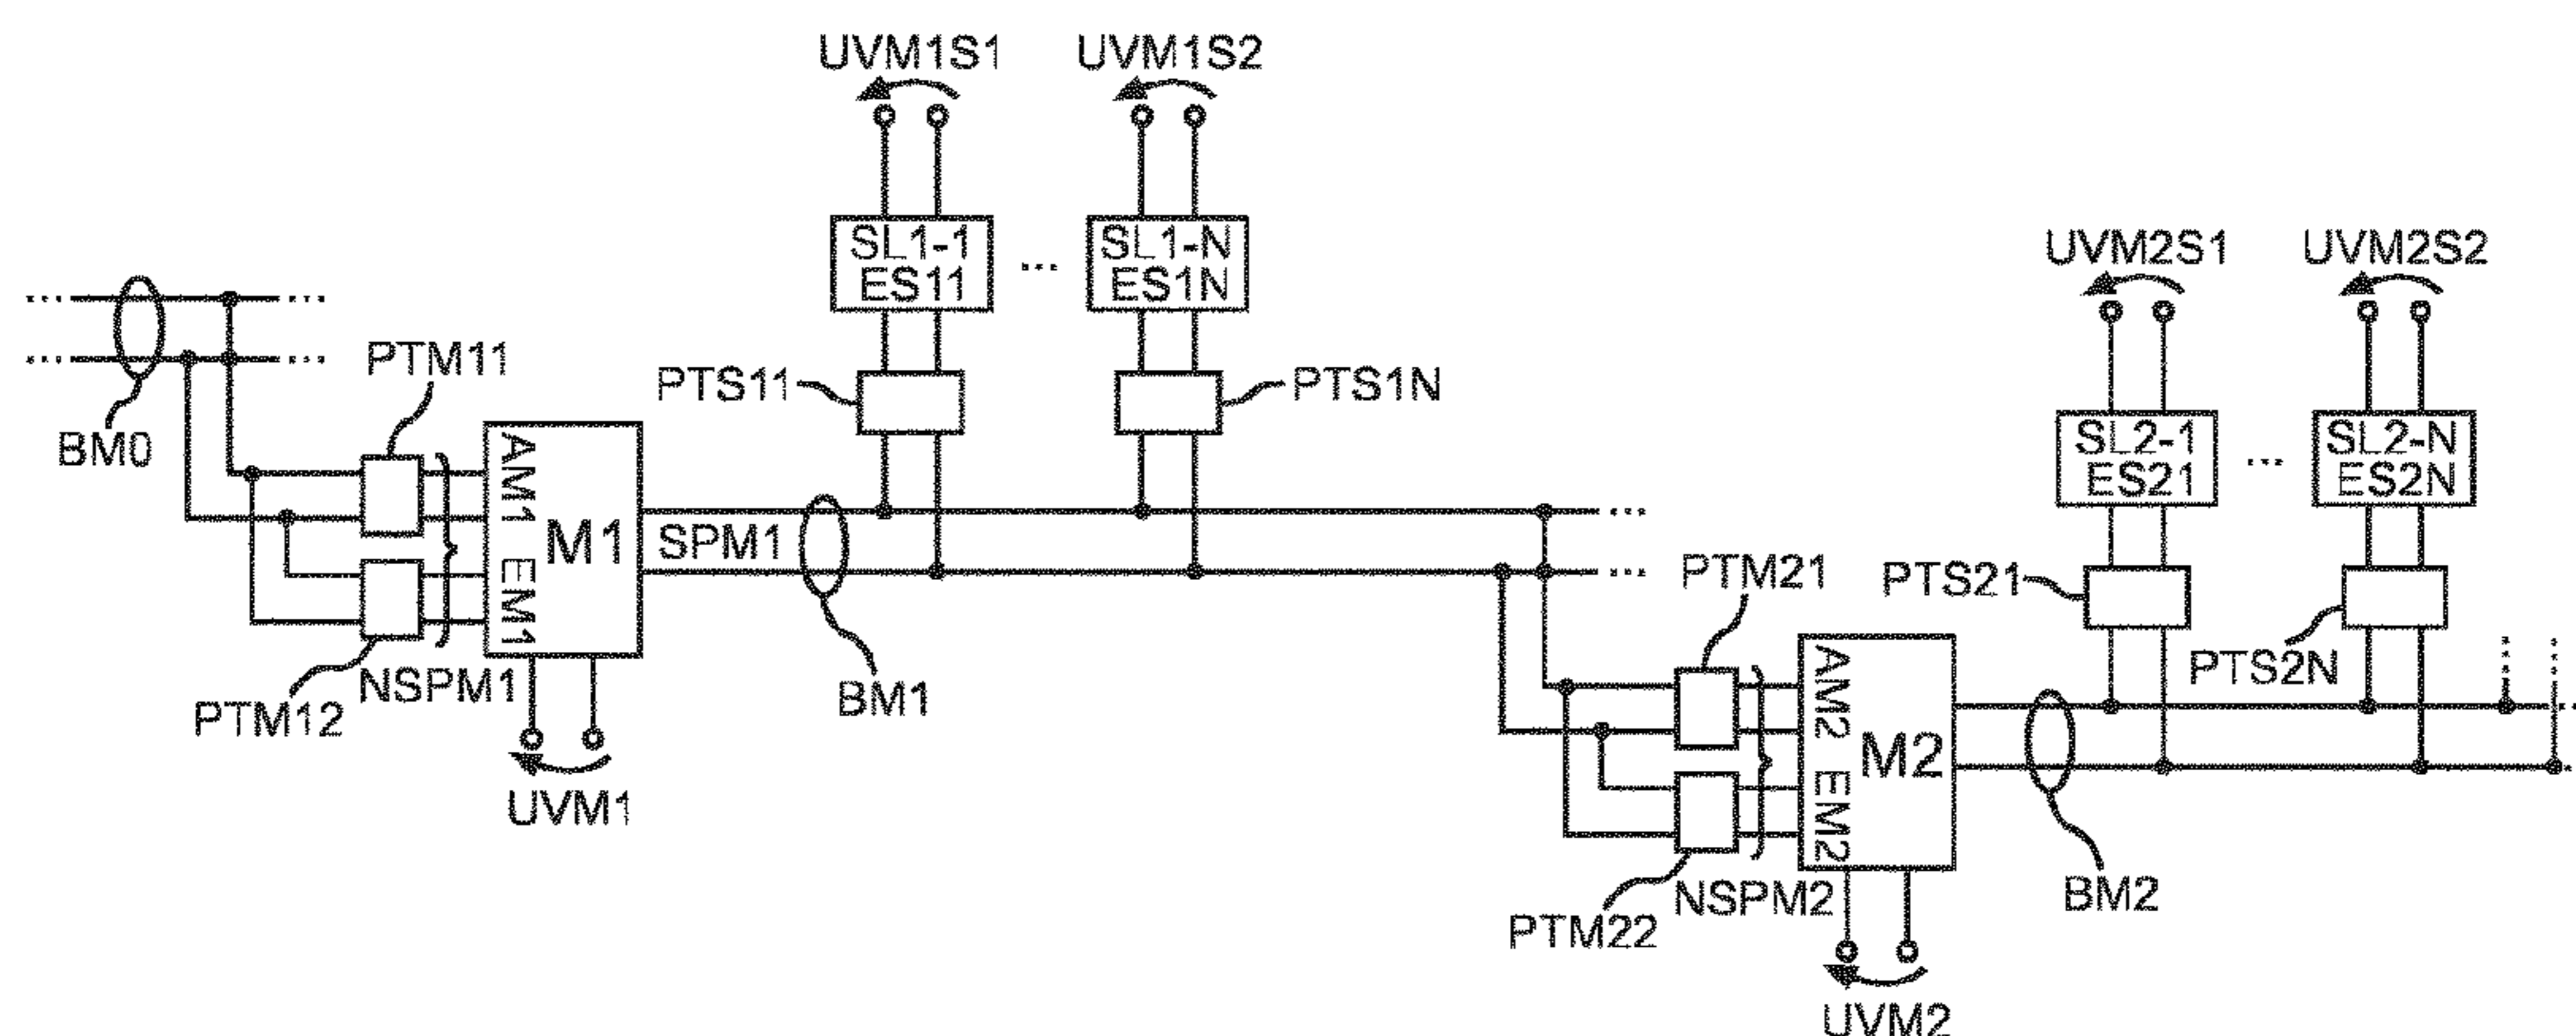 UVM1S1 UVM1S2
SL1-1 ... SL1-N
ES11 ES1N
UVM2S1 UVM2S2
... ...
... ...
PTM11
PTS11 PTS1N
BM0
SL2-1 ... SL2-N
ES21 ES2N
AM1
M1
EM1
SPM1
...
...
PTM21
PTS21
PTS2N
NSPM1
PTM12
BM1
UVM1
AM2
M2
EM2
NSPM2
PTM22
BM2
UVM2